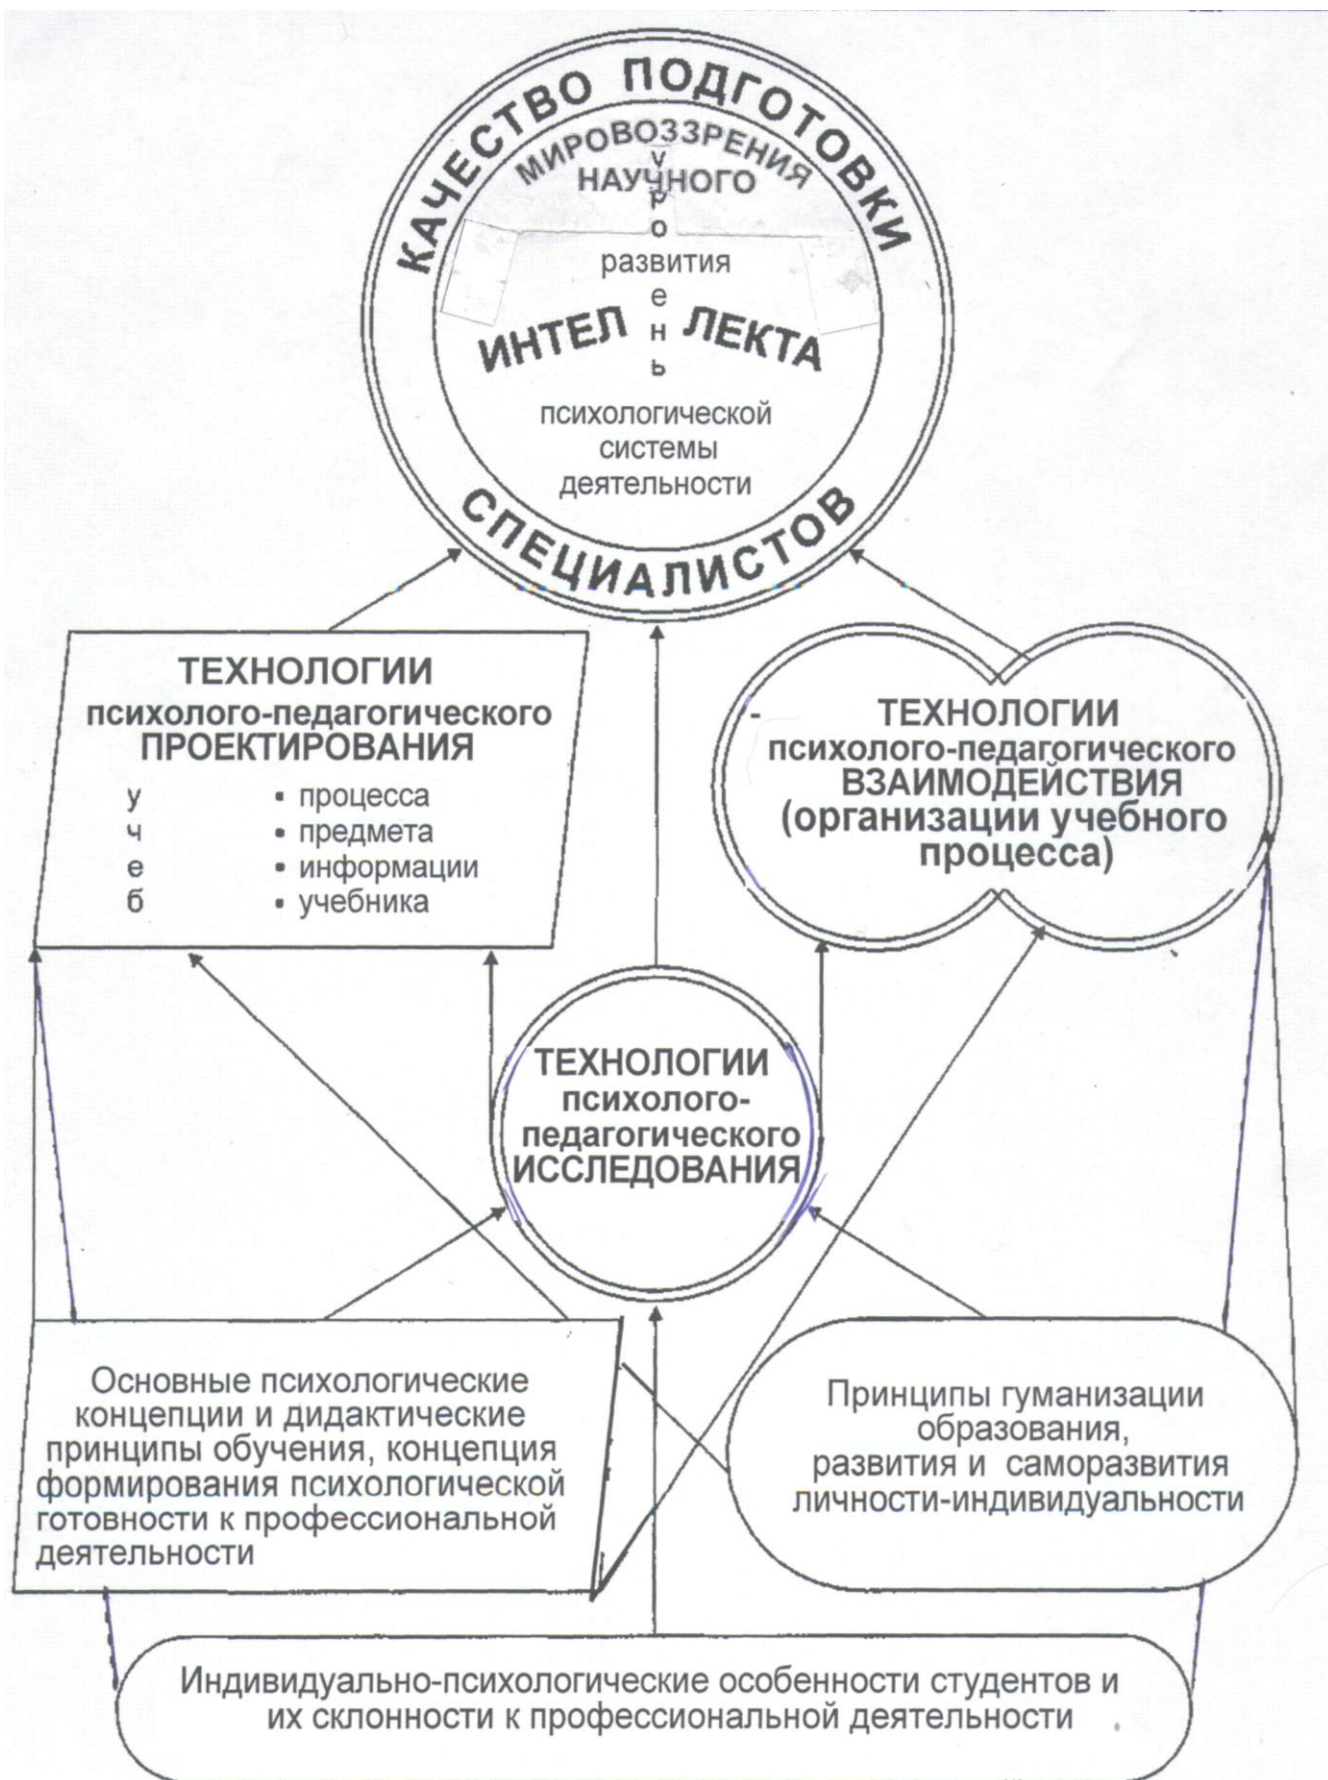 КАЧЕСТВО ПОДГОТОВКИ
МИРОВОЗЗРЕНИЯ
НАУЧНОГО
уровень
развития
ИНТЕЛ ЛЕКТА
психологической
системы
деятельности
СПЕЦИАЛИСТОВ
ТЕХНОЛОГИИ
психолого-педагогического
ПРОЕКТИРОВАНИЯ
у ▪ процесса
ч ▪ предмета
е ▪ информации
б ▪ учебника
ТЕХНОЛОГИИ
психолого-педагогического
ВЗАИМОДЕЙСТВИЯ
(организации учебного
процесса)
ТЕХНОЛОГИИ
психолого-
педагогического
ИССЛЕДОВАНИЯ
Основные психологические
концепции и дидактические
принципы обучения, концепция
формирования психологической
готовности к профессиональной
деятельности
Принципы гуманизации
образования,
развития и саморазвития
личности-индивидуальности
Индивидуально-психологические особенности студентов и
их склонности к профессиональной деятельности